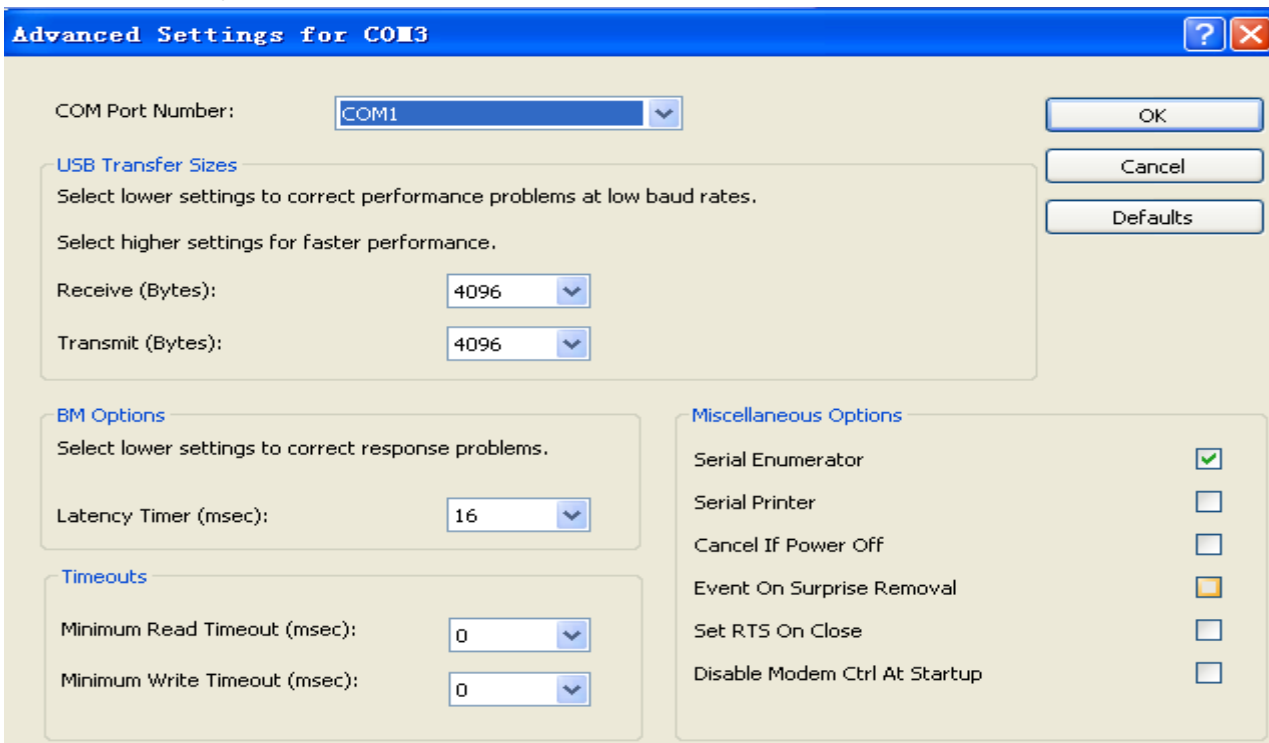 Advanced Settings for COM3
COM Port Number:
COM1
OK
USB Transfer Sizes
Cancel
Select lower settings to correct performance problems at low baud rates.
Defaults
Select higher settings for faster performance.
Receive (Bytes):
4096
Transmit (Bytes):
4096
BM Options
Select lower settings to correct response problems.
Latency Timer (msec):
16
Timeouts
Minimum Read Timeout (msec):
0
Minimum Write Timeout (msec):
0
Miscellaneous Options
Serial Enumerator
Serial Printer
Cancel If Power Off
Event On Surprise Removal
Set RTS On Close
Disable Modem Ctrl At Startup